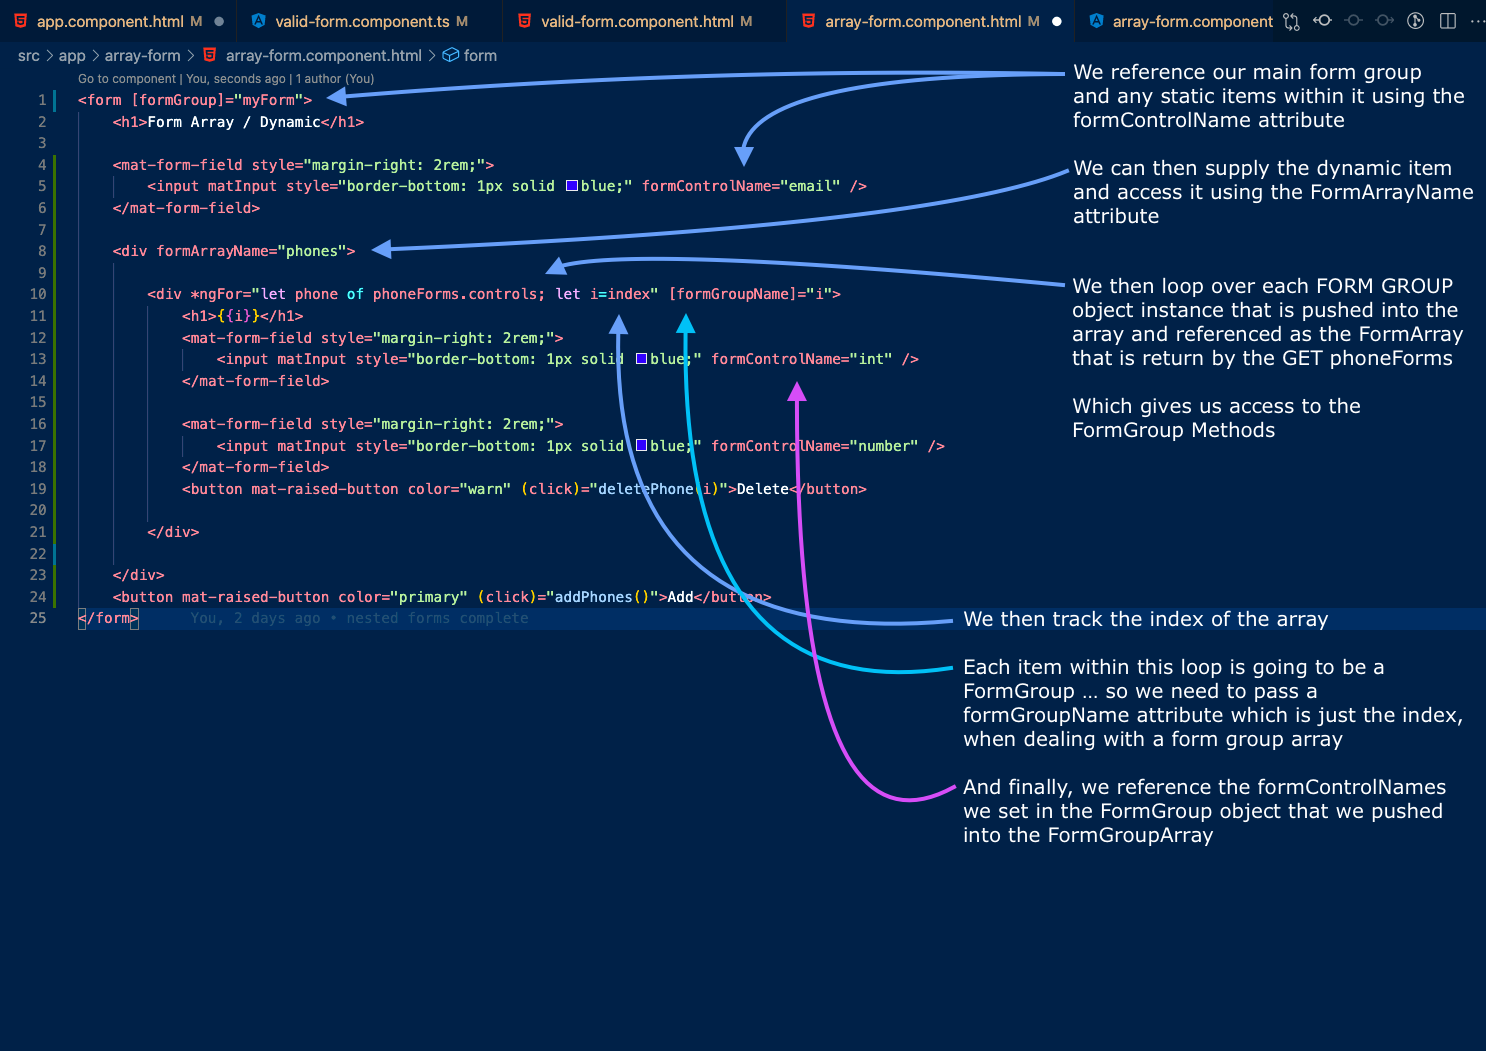 app.component.html M
valid-form.component.ts M
valid-form.component.html M
array-form.component.html M
array-form.component
src > app > array-form > array-form.component.html > form
Go to component | You, seconds ago | 1 author (You)
1 <form [formGroup]="myForm">
2 <h1>Form Array / Dynamic</h1>
3
4 <mat-form-field style="margin-right: 2rem;">
5 <input matInput style="border-bottom: 1px solid blue;" formControlName="email" />
6 </mat-form-field>
7
8 <div formArrayName="phones">
9
10 <div *ngFor="let phone of phoneForms.controls; let i=index" [formGroupName]="i">
11 <h1>{{i}}</h1>
12 <mat-form-field style="margin-right: 2rem;">
13 <input matInput style="border-bottom: 1px solid blue;" formControlName="int" />
14 </mat-form-field>
15
16 <mat-form-field style="margin-right: 2rem;">
17 <input matInput style="border-bottom: 1px solid blue;" formControlName="number" />
18 </mat-form-field>
19 <button mat-raised-button color="warn" (click)="deletePhone(i)">Delete</button>
20
21 </div>
22
23 </div>
24 <button mat-raised-button color="primary" (click)="addPhones()">Add</button>
25 </form> You, 2 days ago • nested forms complete
We reference our main form group
and any static items within it using the
formControlName attribute
We can then supply the dynamic item
and access it using the FormArrayName
attribute
We then loop over each FORM GROUP
object instance that is pushed into the
array and referenced as the FormArray
that is return by the GET phoneForms
Which gives us access to the
FormGroup Methods
We then track the index of the array
Each item within this loop is going to be a
FormGroup ... so we need to pass a
formGroupName attribute which is just the index,
when dealing with a form group array
And finally, we reference the formControlNames
we set in the FormGroup object that we pushed
into the FormGroupArray